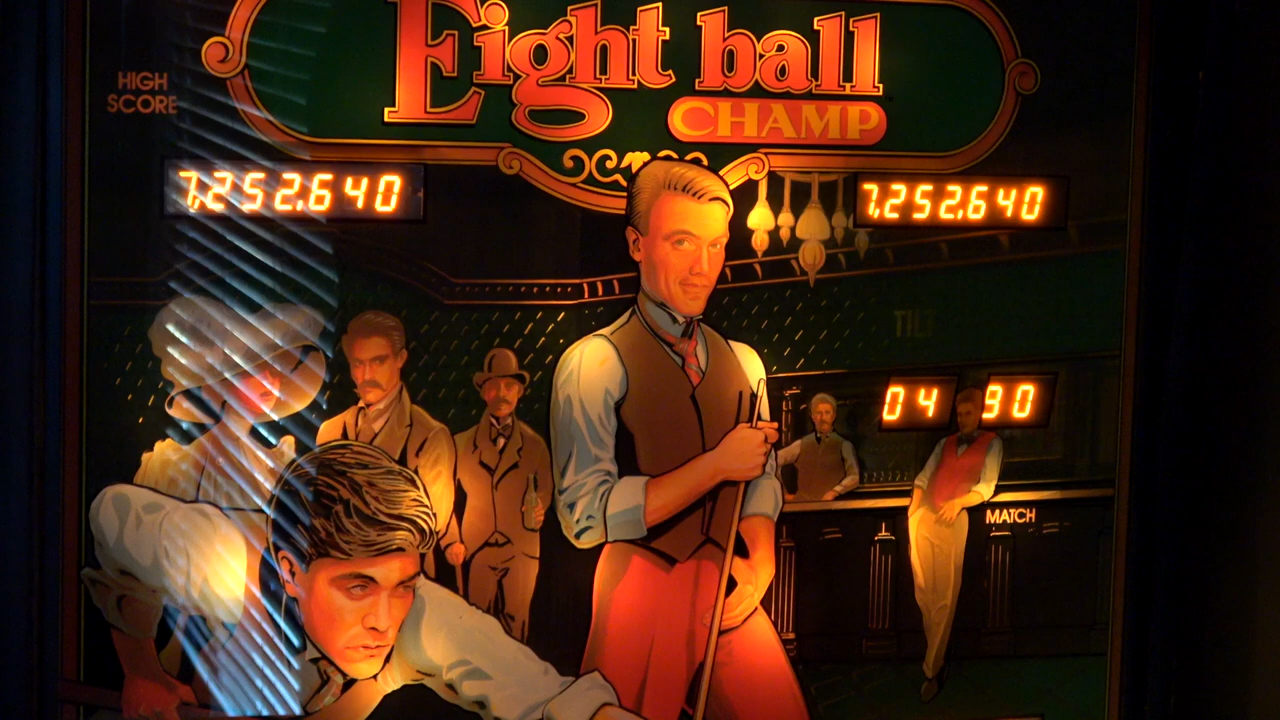 Eight ball
CHAMP
HIGH
SCORE
7,252,640
7,252,640
TILT
04 90
MATCH